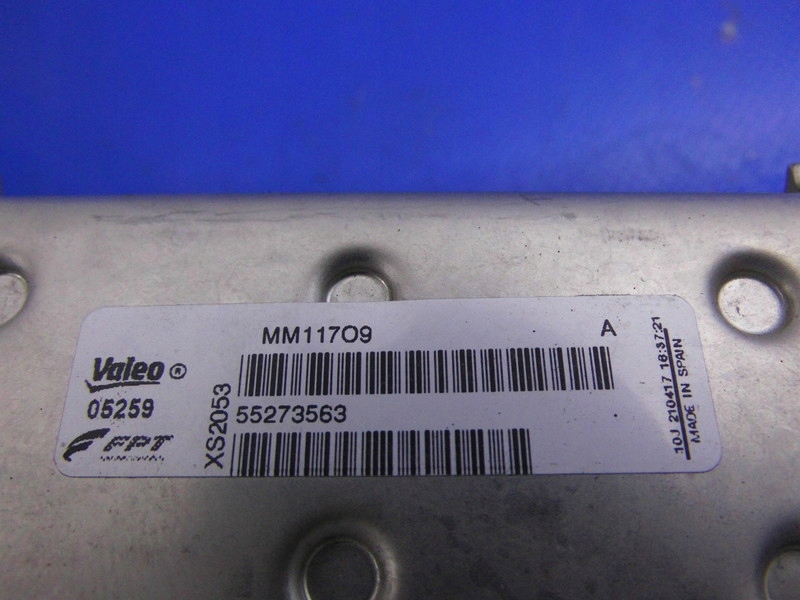 MM11709
A
Valeo ®
05259
FPT
XS2053
55273563
10J 210417 16:37:21
MADE IN SPAIN